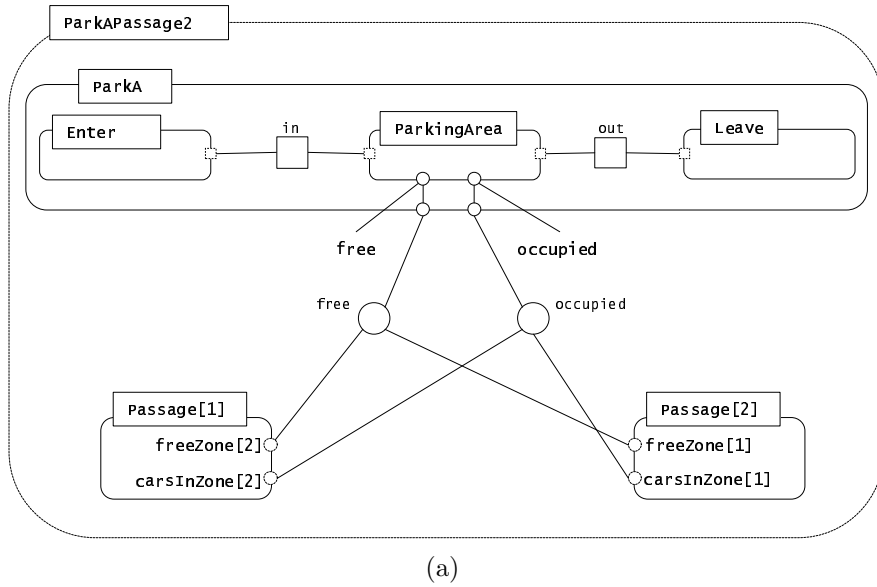 ParkAPassage2
ParkA
in
out
Enter
ParkingArea
Leave
free
occupied
free
occupied
Passage[1]
Passage[2]
freeZone[2]
freeZone[1]
carsInZone[2]
carsInZone[1]
(a)